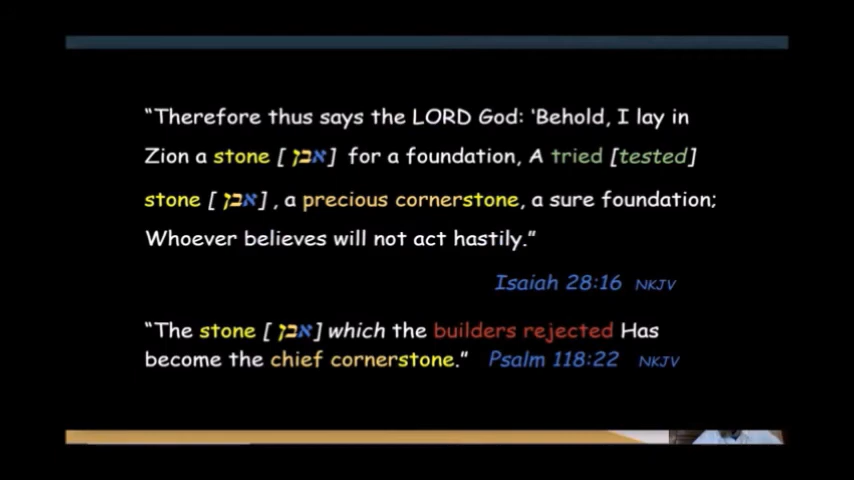 “Therefore thus says the LORD God: ‘Behold, I lay in
Zion a stone [ אבן ] for a foundation, A tried [tested]
stone [ אבן ] , a precious cornerstone, a sure foundation;
Whoever believes will not act hastily.”
Isaiah 28:16 NKJV
“The stone [ אבן ] which the builders rejected Has
become the chief cornerstone.” Psalm 118:22 NKJV